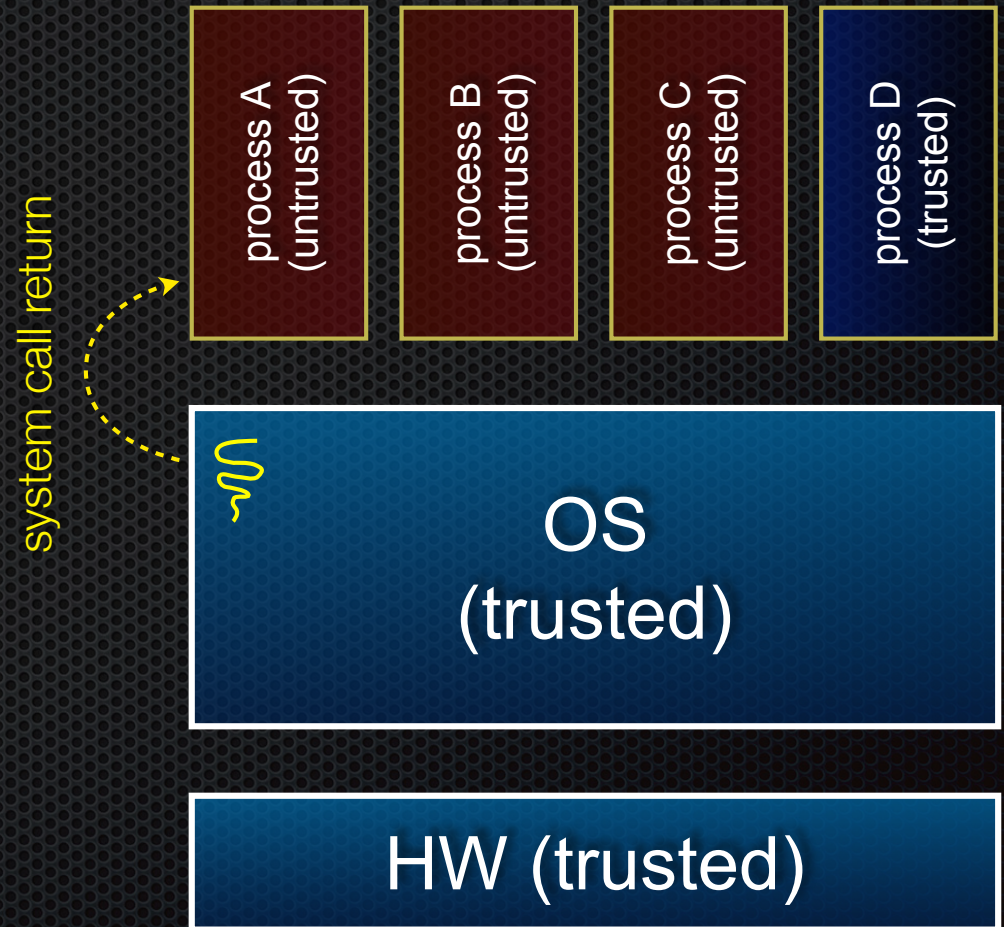 process A
(untrusted)
process B
(untrusted)
process C
(untrusted)
process D
(trusted)
system call return
OS
(trusted)
HW (trusted)